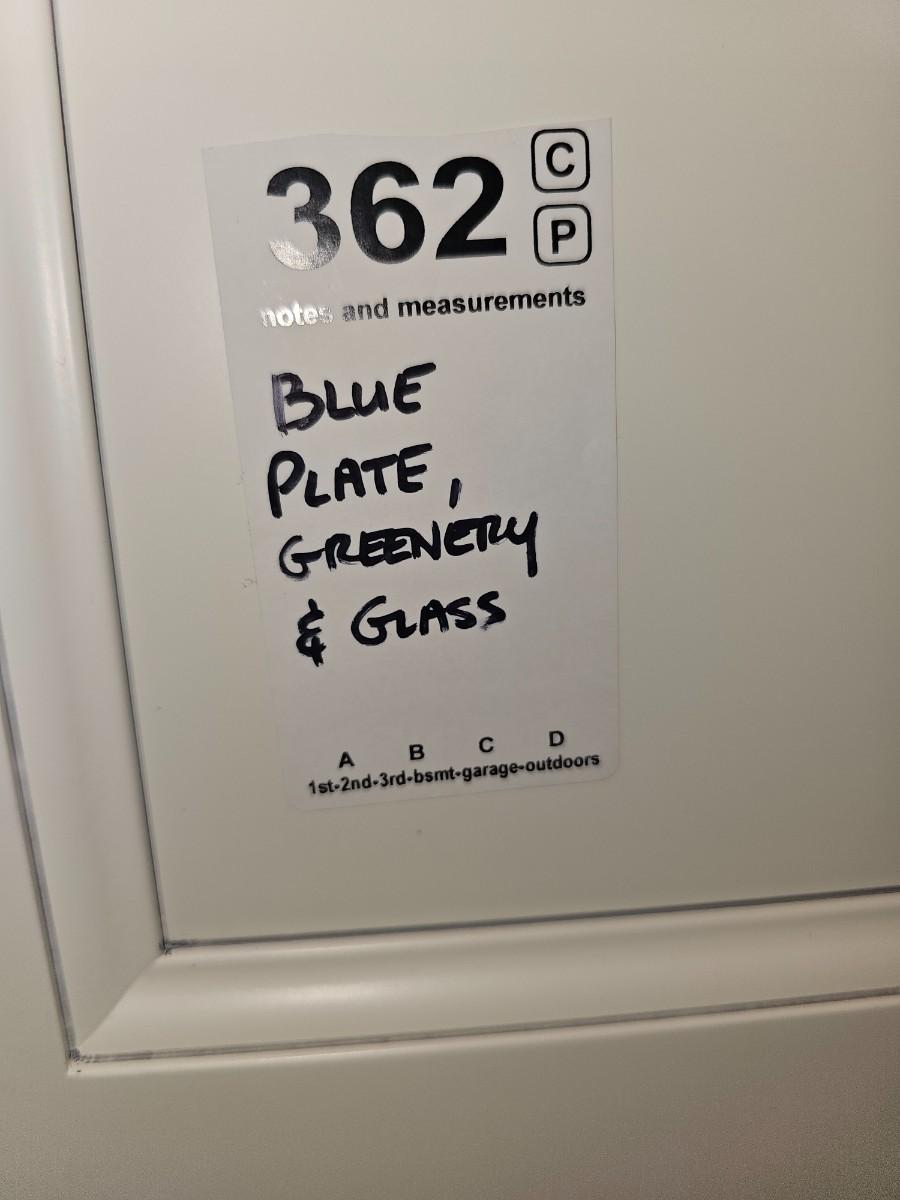 362 C
P
notes and measurements
BLUE
PLATE,
GREENERY
& GLASS
A B C D
1st-2nd-3rd-bsmt-garage-outdoors